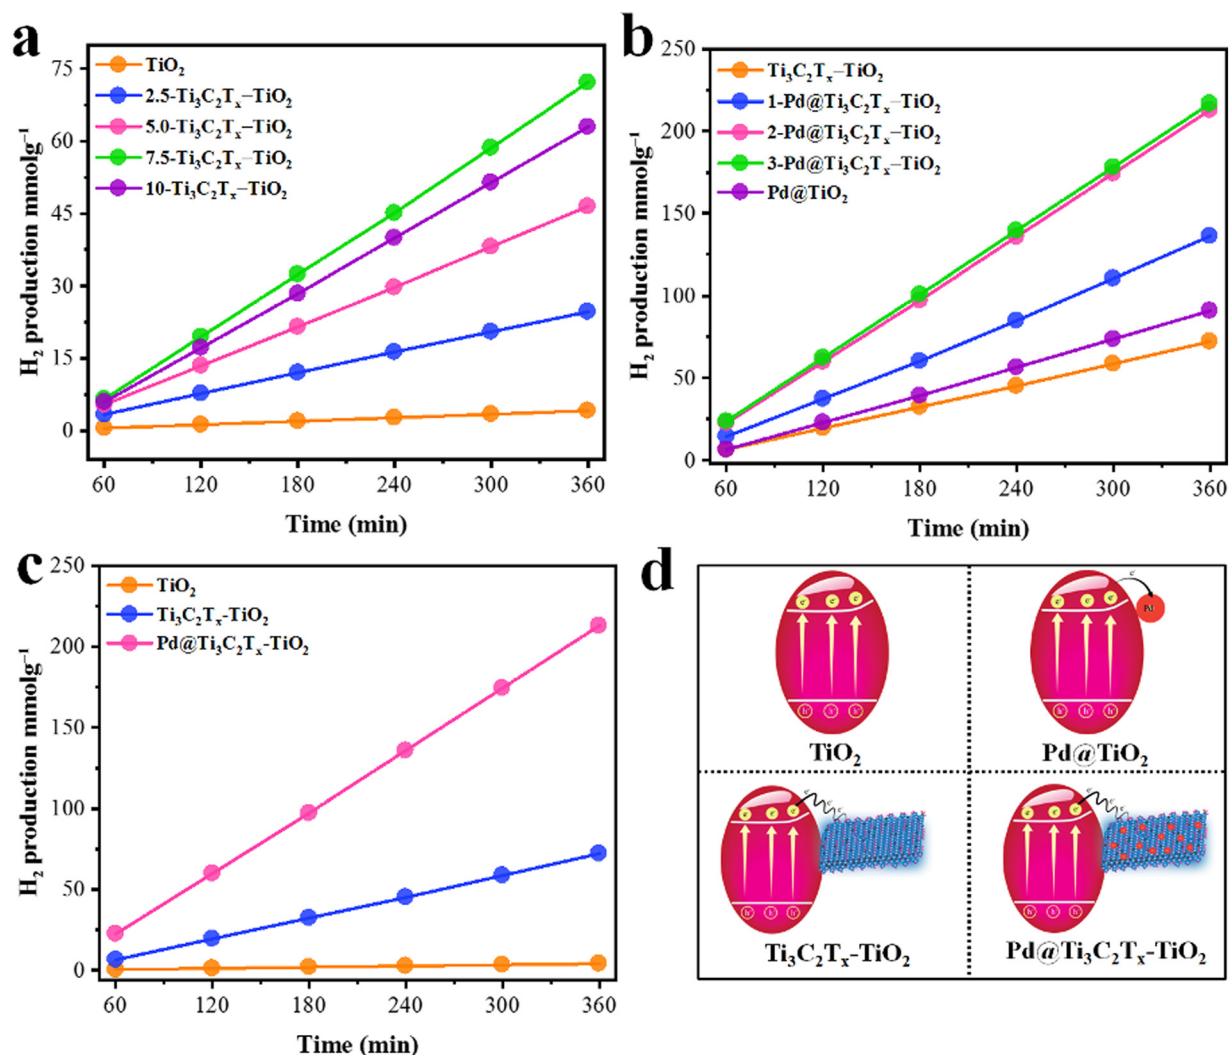 a
TiO₂
2.5-Ti₃C₂Tₓ–TiO₂
5.0-Ti₃C₂Tₓ–TiO₂
7.5-Ti₃C₂Tₓ–TiO₂
10-Ti₃C₂Tₓ–TiO₂
H₂ production mmolg⁻¹
75
60
45
30
15
0
60 120 180 240 300 360
Time (min)
b
Ti₃C₂Tₓ–TiO₂
1-Pd@Ti₃C₂Tₓ–TiO₂
2-Pd@Ti₃C₂Tₓ–TiO₂
3-Pd@Ti₃C₂Tₓ–TiO₂
Pd@TiO₂
H₂ production mmolg⁻¹
250
200
150
100
50
0
60 120 180 240 300 360
Time (min)
c
TiO₂
Ti₃C₂Tₓ-TiO₂
Pd@Ti₃C₂Tₓ-TiO₂
H₂ production mmolg⁻¹
250
200
150
100
50
0
60 120 180 240 300 360
Time (min)
d
e⁻ e⁻ e⁻
h⁺ h⁺ h⁺
TiO₂
e⁻
e⁻ e⁻ e⁻
Pd
h⁺ h⁺ h⁺
Pd@TiO₂
e⁻ e⁻
e⁻ e⁻ e⁻
h⁺ h⁺ h⁺
Ti₃C₂Tₓ-TiO₂
e⁻ e⁻
e⁻ e⁻ e⁻
h⁺ h⁺ h⁺
Pd@Ti₃C₂Tₓ-TiO₂